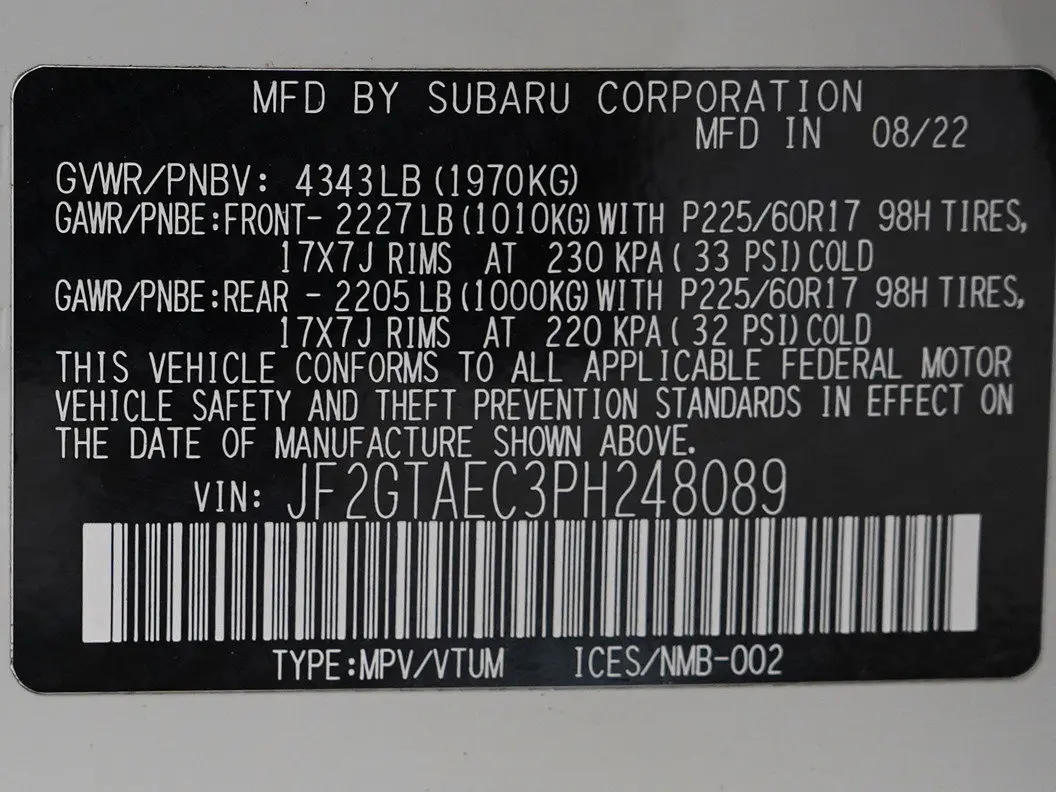 MFD BY SUBARU CORPORATION
MFD IN 08/22
GVWR/PNBV: 4343LB (1970KG)
GAWR/PNBE:FRONT- 2227 LB (1010KG) WITH P225/60R17 98H TIRES,
17X7J RIMS AT 230 KPA ( 33 PSI) COLD
GAWR/PNBE:REAR - 2205 LB (1000KG) WITH P225/60R17 98H TIRES,
17X7J RIMS AT 220 KPA ( 32 PSI) COLD
THIS VEHICLE CONFORMS TO ALL APPLICABLE FEDERAL MOTOR
VEHICLE SAFETY AND THEFT PREVENTION STANDARDS IN EFFECT ON
THE DATE OF MANUFACTURE SHOWN ABOVE.
VIN: JF2GTAEC3PH248089
TYPE:MPV/VTUM ICES/NMB-002